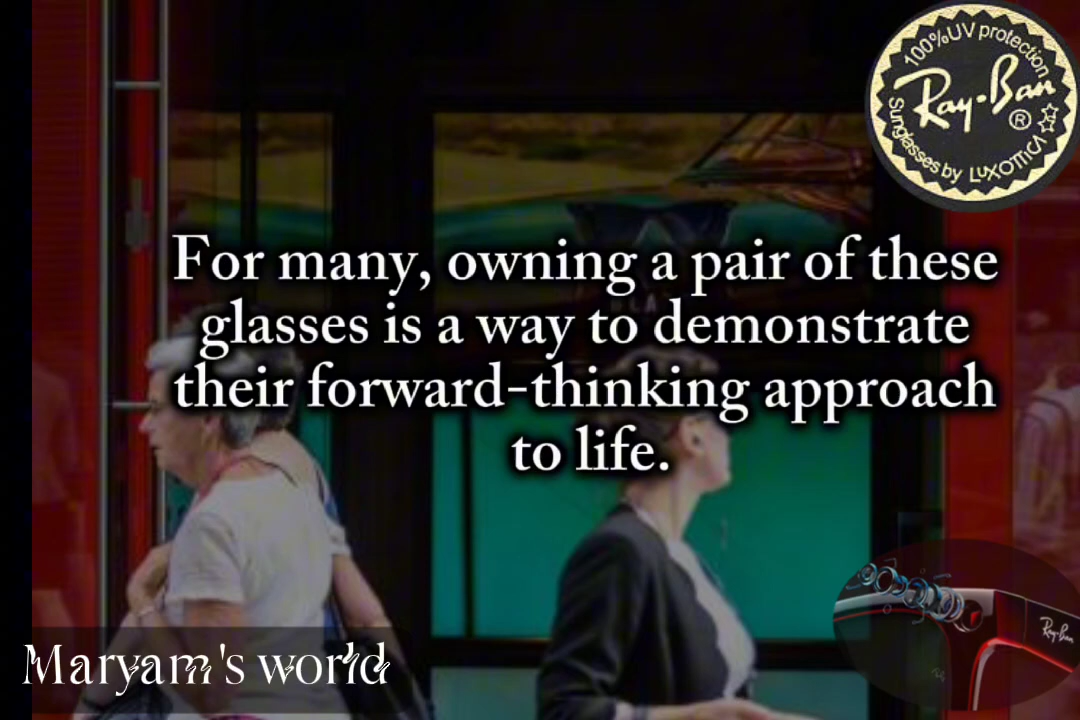 100%UV protection
Ray-Ban ®
Sunglasses by LUXOTTICA
For many, owning a pair of these
glasses is a way to demonstrate
their forward-thinking approach
to life.
Ray-Ban
Maryam's world